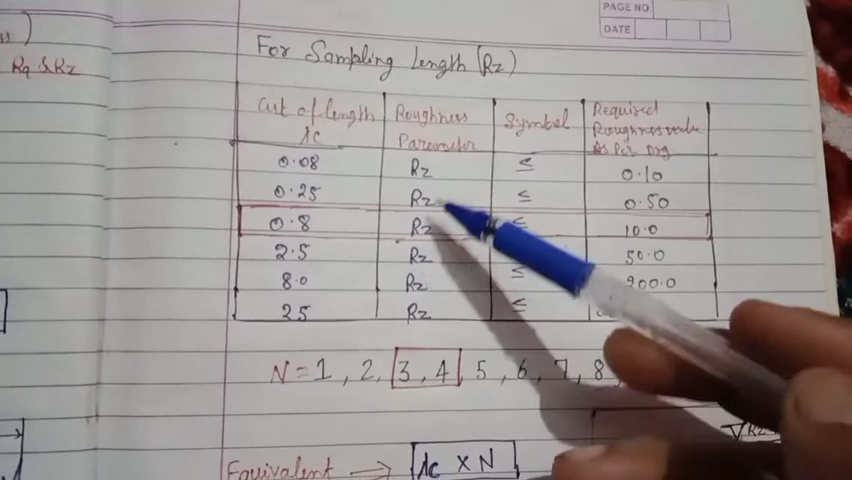 PAGE NO
DATE
Rq & Rz
For Sampling Length (Rz)
Cut of length λc | Roughness Parameter | Symbol | Required Roughness value As Per Drg
0.08 Rz ≤ 0.10
0.25 Rz ≤ 0.50
0.8 Rz ≤ 10.0
2.5 Rz 50.0
8.0 Rz ≤ 200.0
25 Rz ≤
N = 1, 2, 3, 4, 5, 6, 7, 8
Equivalent → λc × N